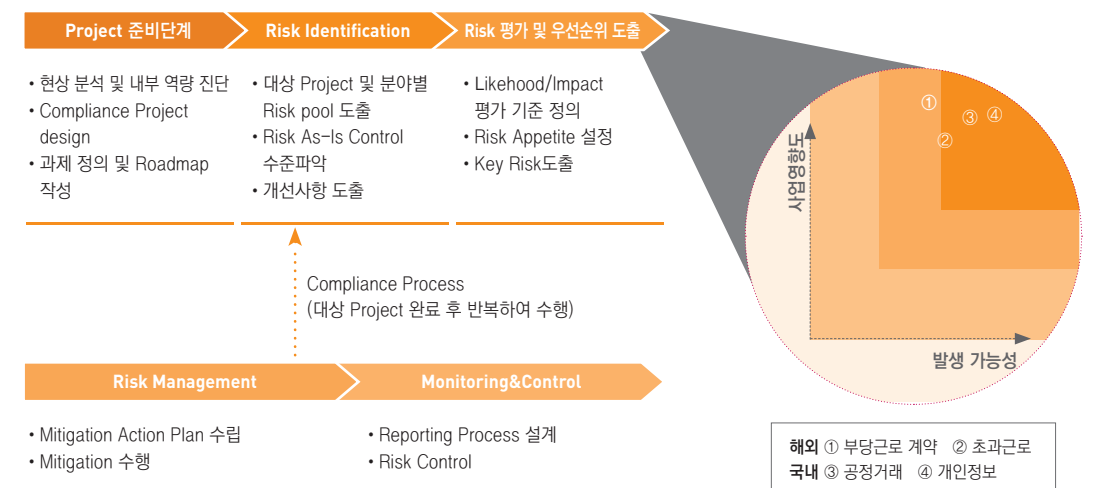 Project 준비단계
Risk Identification
Risk 평가 및 우선순위 도출
• 현상 분석 및 내부 역량 진단
• Compliance Project
design
• 과제 정의 및 Roadmap
작성
• 대상 Project 및 분야별
Risk pool 도출
• Risk As-Is Control
수준파악
• 개선사항 도출
• Likehood/Impact
평가 기준 정의
• Risk Appetite 설정
• Key Risk도출
Compliance Process
(대상 Project 완료 후 반복하여 수행)
Risk Management
Monitoring&Control
• Mitigation Action Plan 수립
• Mitigation 수행
• Reporting Process 설계
• Risk Control
사업영향도
①
③
④
②
발생 가능성
해외 ① 부당근로 계약 ② 초과근로
국내 ③ 공정거래 ④ 개인정보